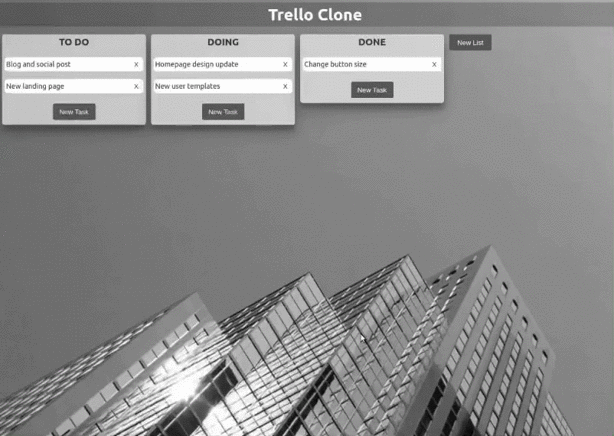 Trello Clone
TO DO
Blog and social post X
New landing page X
New Task
DOING
Homepage design update X
New user templates X
New Task
DONE
Change button size X
New Task
New List